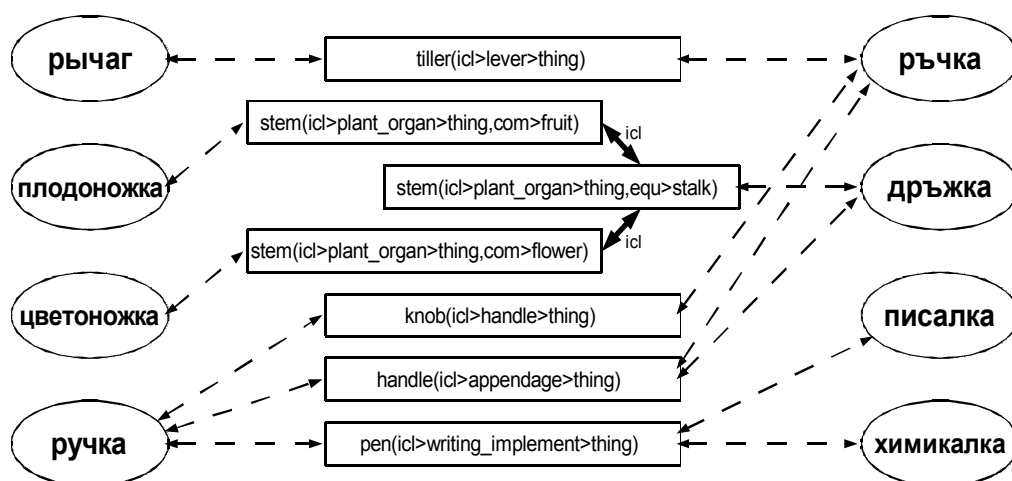 рычаг
tiller(icl>lever>thing)
ръчка
stem(icl>plant_organ>thing,com>fruit)
icl
плодоножка
stem(icl>plant_organ>thing,equ>stalk)
дръжка
icl
stem(icl>plant_organ>thing,com>flower)
цветоножка
knob(icl>handle>thing)
писалка
handle(icl>appendage>thing)
ручка
pen(icl>writing_implement>thing)
химикалка